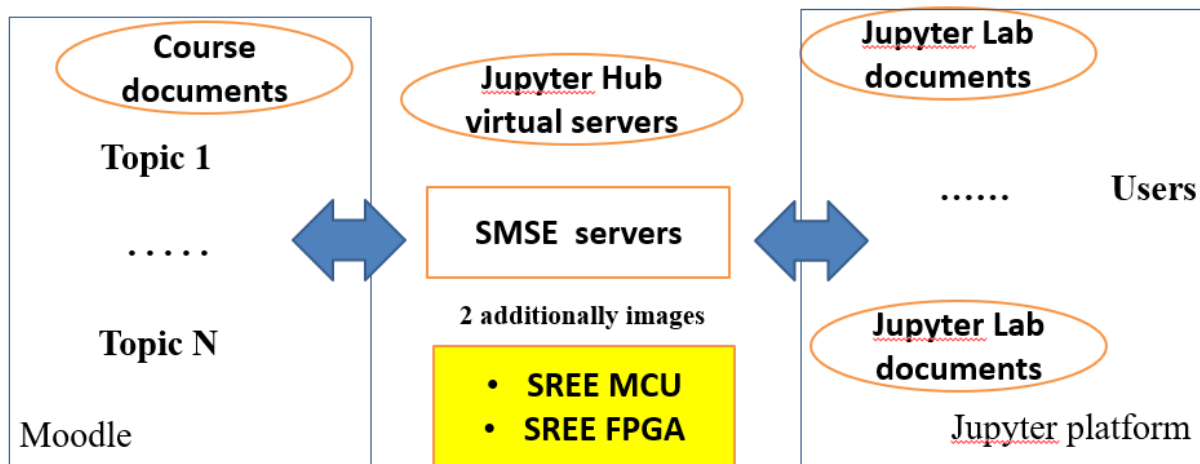 Course
documents
Topic 1
.....
Topic N
Moodle
Jupyter Hub
virtual servers
SMSE servers
2 additionally images
• SREE MCU
• SREE FPGA
Jupyter Lab
documents
...... Users
Jupyter Lab
documents
Jupyter platform